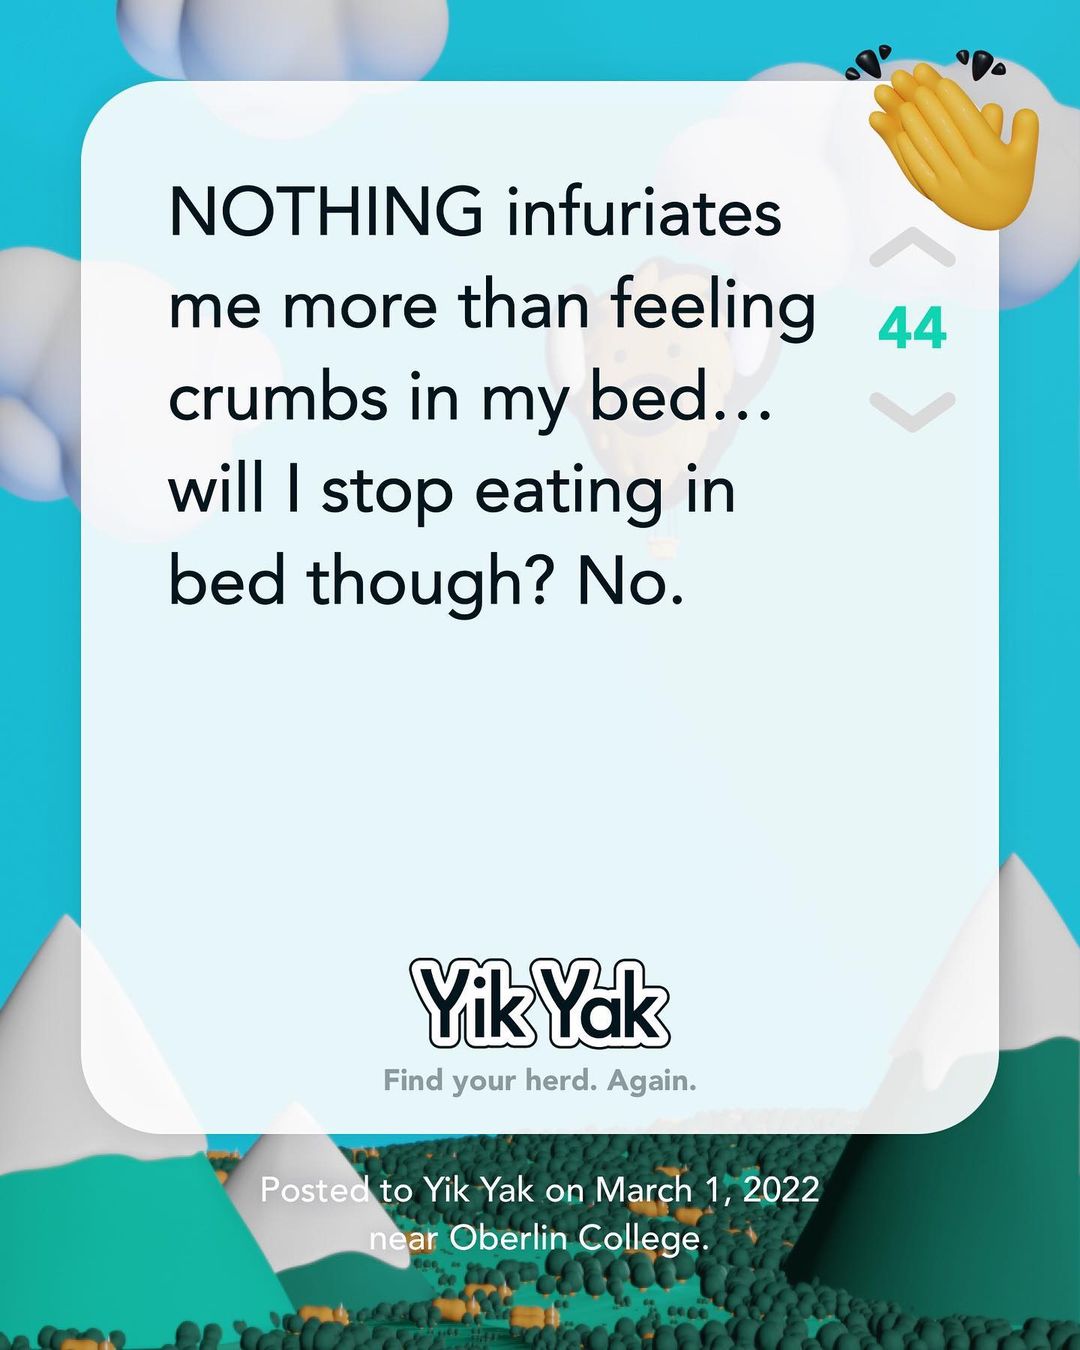 NOTHING infuriates
me more than feeling
crumbs in my bed...
will I stop eating in
bed though? No.
44
Yik Yak
Find your herd. Again.
Posted to Yik Yak on March 1, 2022
near Oberlin College.